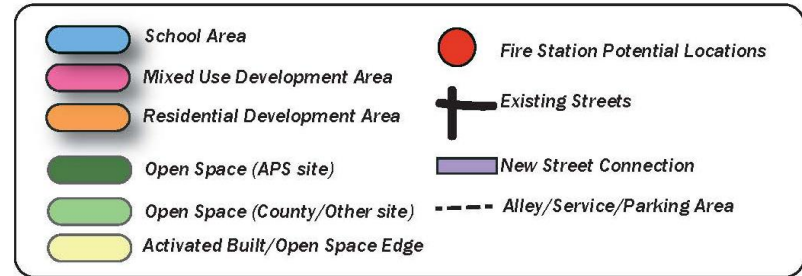 School Area
Mixed Use Development Area
Residential Development Area
Open Space (APS site)
Open Space (County/Other site)
Activated Built/Open Space Edge
Fire Station Potential Locations
Existing Streets
New Street Connection
Alley/Service/Parking Area